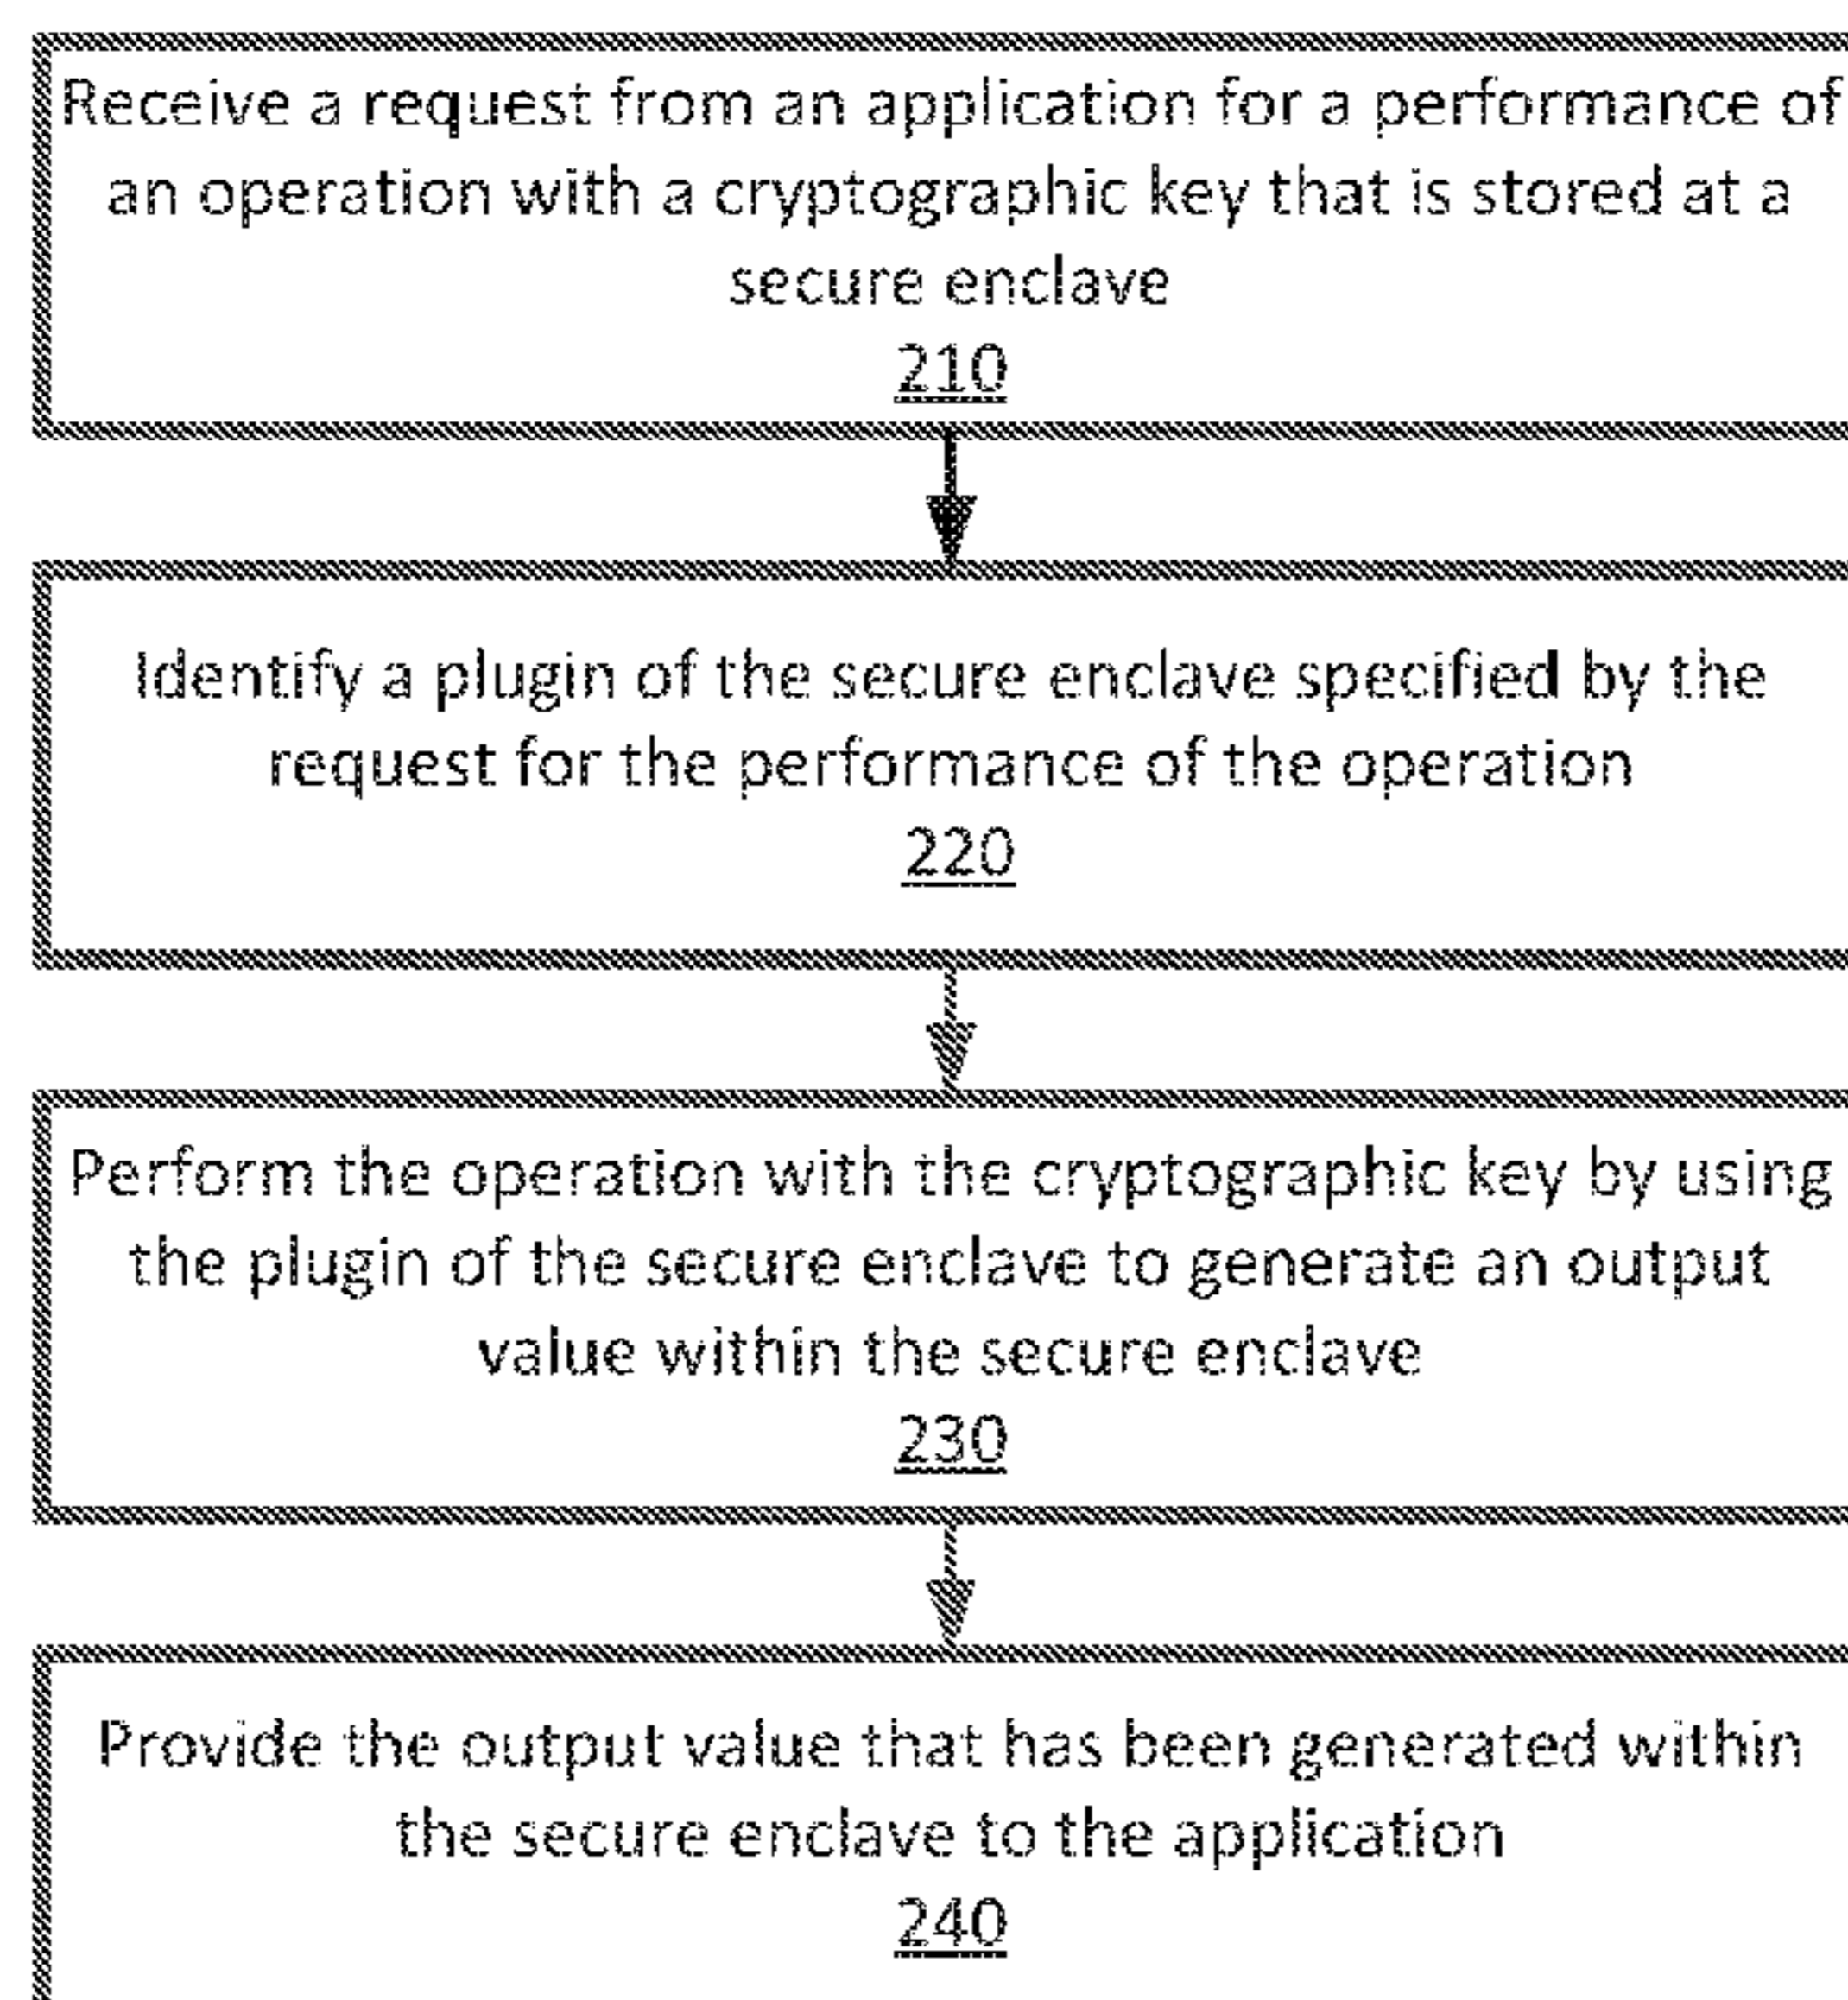 Receive a request from an application for a performance of
an operation with a cryptographic key that is stored at a
secure enclave
210
Identify a plugin of the secure enclave specified by the
request for the performance of the operation
220
Perform the operation with the cryptographic key by using
the plugin of the secure enclave to generate an output
value within the secure enclave
230
Provide the output value that has been generated within
the secure enclave to the application
240